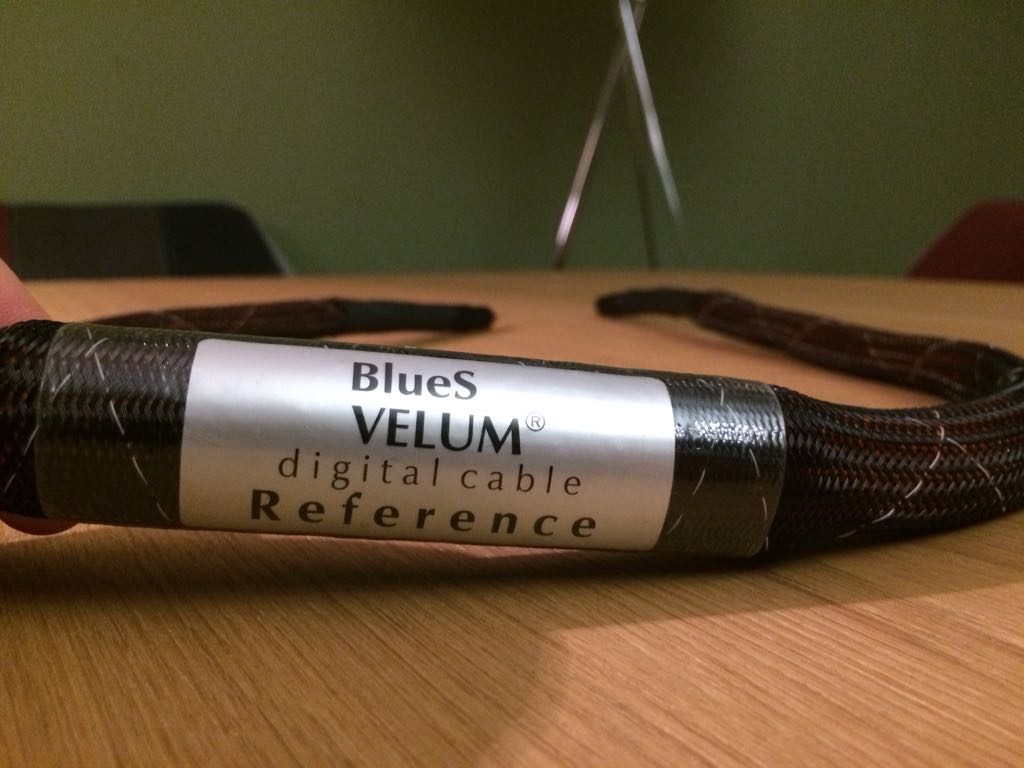 BlueS
VELUM®
digital cable
Reference